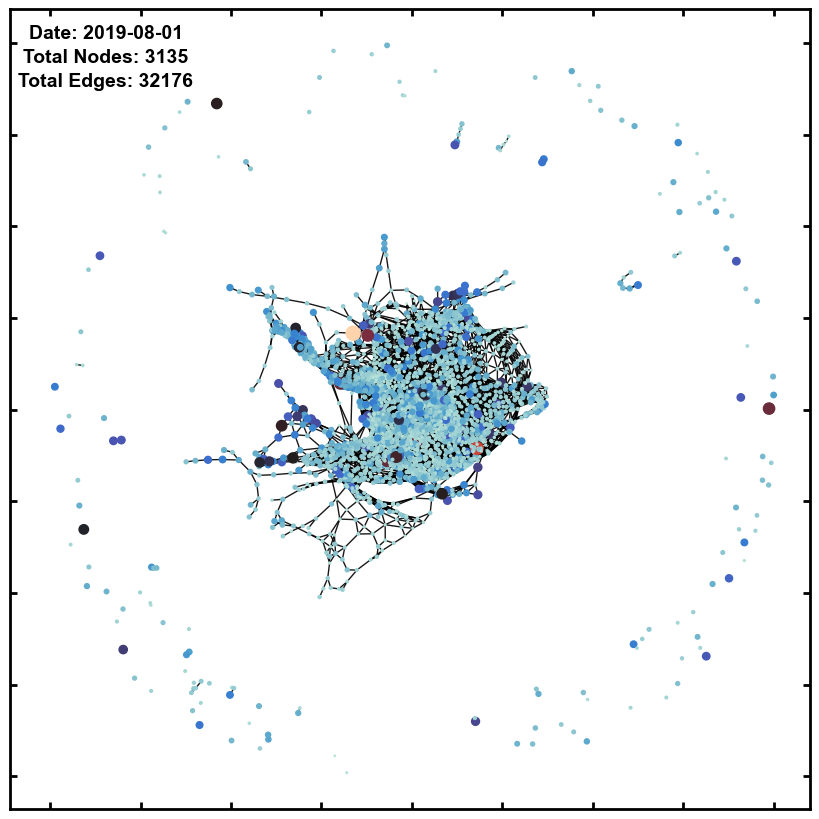 Date: 2019-08-01
Total Nodes: 3135
Total Edges: 32176